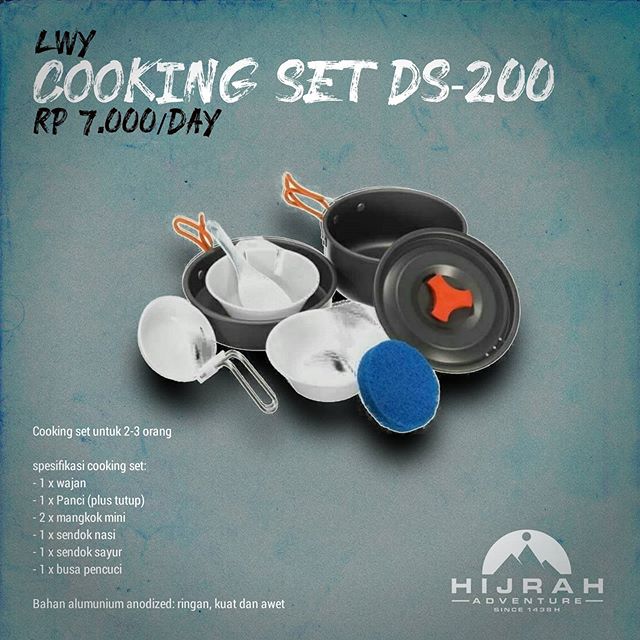 LWY
COOKING SET DS-200
RP 7.000/DAY
Cooking set untuk 2-3 orang
spesifikasi cooking set:
- 1 x wajan
- 1 x Panci (plus tutup)
- 2 x mangkok mini
- 1 x sendok nasi
- 1 x sendok sayur
- 1 x busa pencuci
Bahan alumunium anodized: ringan, kuat dan awet
HIJRAH
ADVENTURE
SINCE 1438H